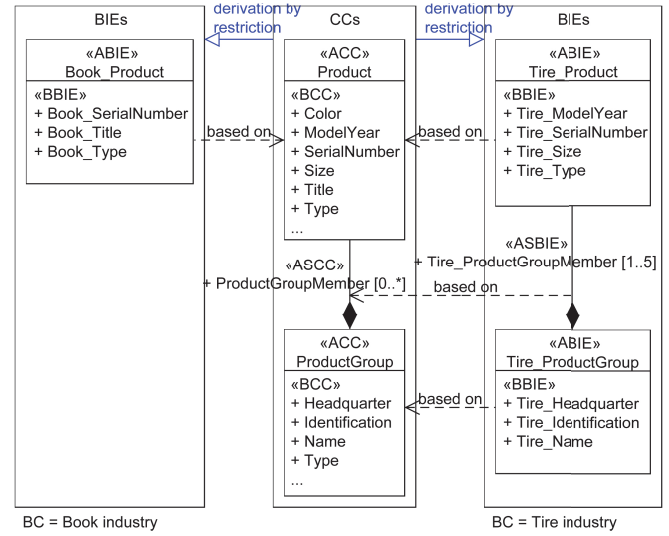 derivation by
restriction
derivation by
restriction
BIEs
«ABIE»
Book_Product
«BBIE»
+ Book_SerialNumber
+ Book_Title
+ Book_Type
based on
CCs
«ACC»
Product
«BCC»
+ Color
+ ModelYear
+ SerialNumber
+ Size
+ Title
+ Type
...
based on
BIEs
«ABIE»
Tire_Product
«BBIE»
+ Tire_ModelYear
+ Tire_SerialNumber
+ Tire_Size
+ Tire_Type
«ASCC»
+ ProductGroupMember [0..*]
«ASBIE»
+ Tire_ProductGroupMember [1..5]
based on
«ACC»
ProductGroup
«BCC»
+ Headquarter
+ Identification
+ Name
+ Type
...
based on
«ABIE»
Tire_ProductGroup
«BBIE»
+ Tire_Headquarter
+ Tire_Identification
+ Tire_Name
BC = Book industry
BC = Tire industry